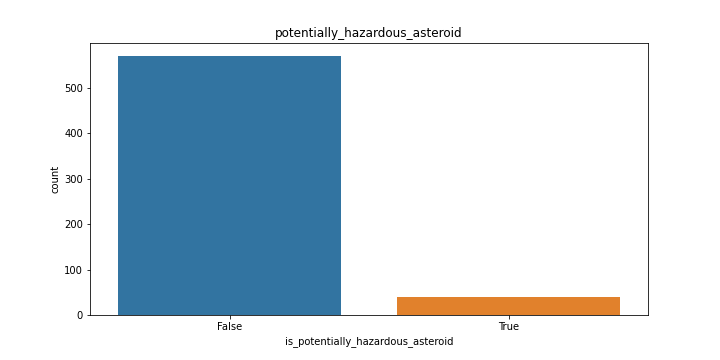 potentially_hazardous_asteroid
500
400
300
200
100
0
count
False
True
is_potentially_hazardous_asteroid